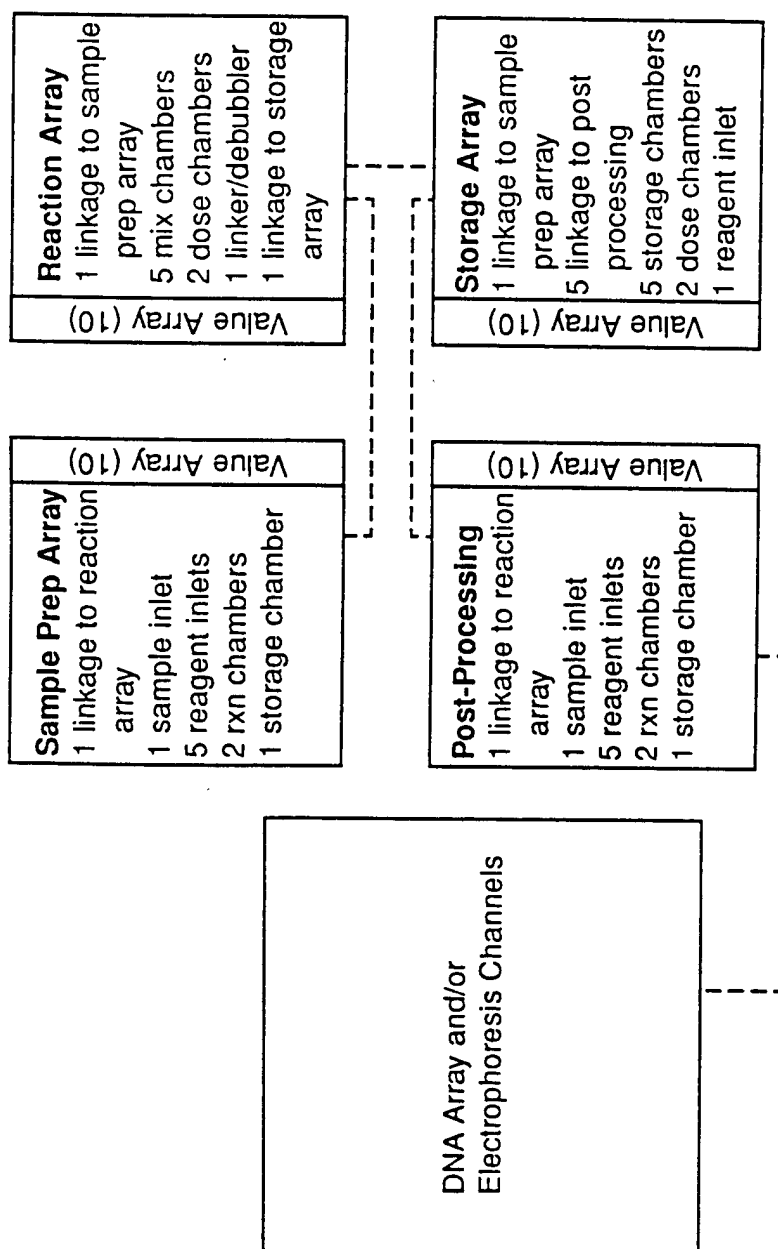 DNA Array and/or
Electrophoresis Channels
Sample Prep Array
1 linkage to reaction
array
1 sample inlet
5 reagent inlets
2 rxn chambers
1 storage chamber
Value Array (10)
Reaction Array
1 linkage to sample
prep array
5 mix chambers
2 dose chambers
1 linker/debubbler
1 linkage to storage
array
Value Array (10)
Post-Processing
1 linkage to reaction
array
1 sample inlet
5 reagent inlets
2 rxn chambers
1 storage chamber
Value Array (10)
Storage Array
1 linkage to sample
prep array
5 linkage to post
processing
5 storage chambers
2 dose chambers
1 reagent inlet
Value Array (10)